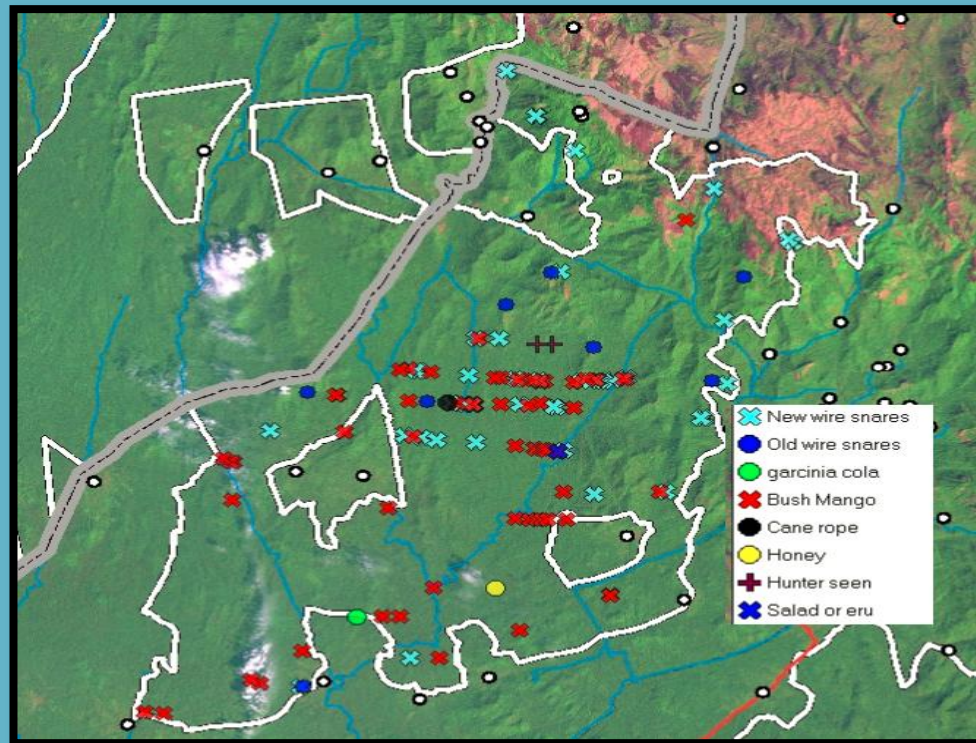 New wire snares
Old wire snares
garcinia cola
Bush Mango
Cane rope
Honey
Hunter seen
Salad or eru